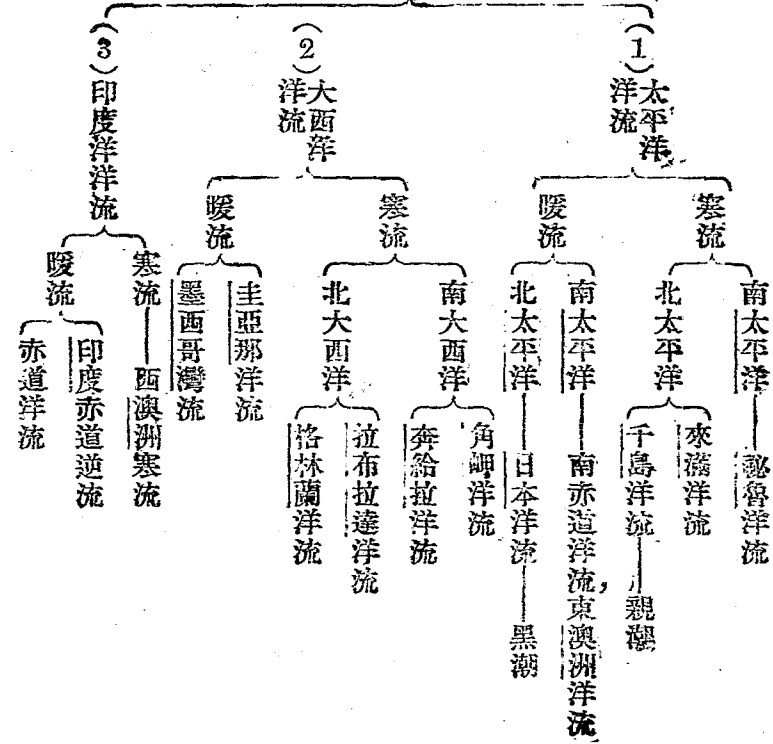 (1)太平洋洋流
寒流
南太平洋
秘魯洋流
北太平洋
來滿洋流
千島洋流
親潮
暖流
南太平洋
南赤道洋流，東澳洲洋流
北太平洋
日本洋流
黑潮
(2)大西洋洋流
寒流
南大西洋
角岬洋流
奔給拉洋流
北大西洋
拉布拉達洋流
格林蘭洋流
暖流
圭亞那洋流
墨西哥灣流
(3)印度洋洋流
寒流
西澳洲寒流
暖流
印度赤道逆流
赤道洋流